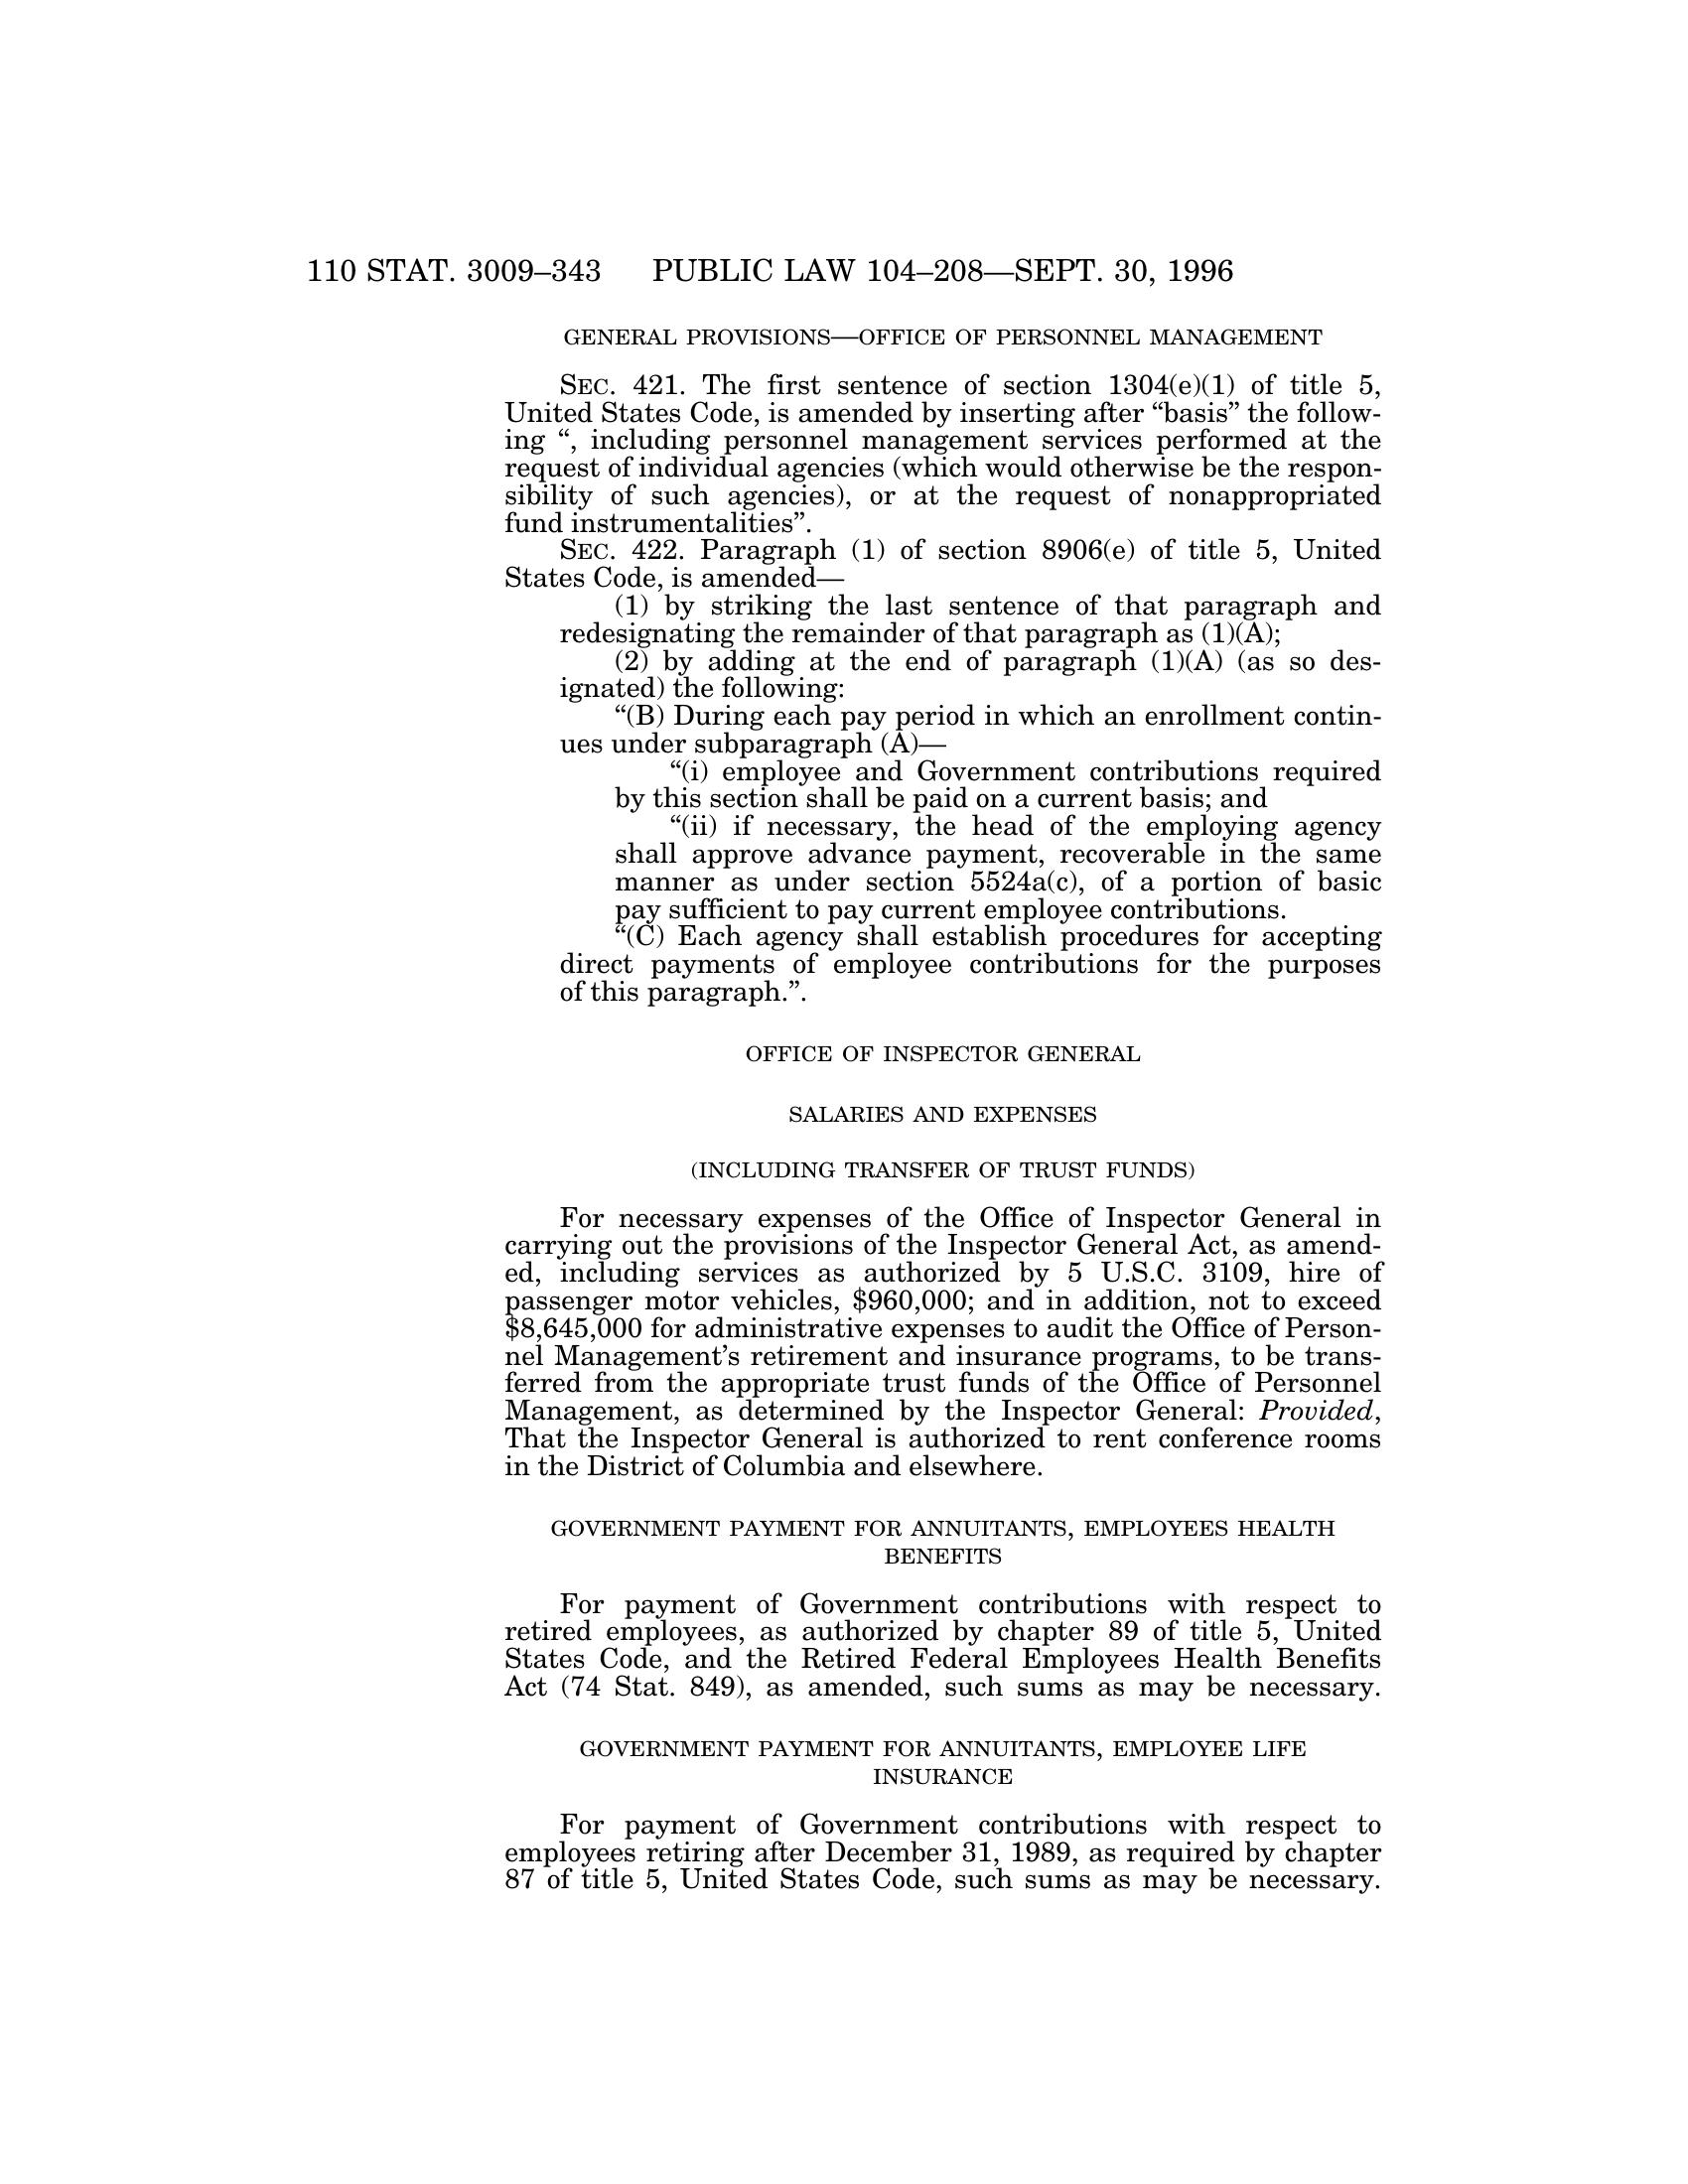 110 STAT. 3009–343 PUBLIC LAW 104–208—SEPT. 30, 1996
GENERAL PROVISIONS—OFFICE OF PERSONNEL MANAGEMENT
SEC. 421. The first sentence of section 1304(e)(1) of title 5,
United States Code, is amended by inserting after “basis” the follow-
ing “, including personnel management services performed at the
request of individual agencies (which would otherwise be the respon-
sibility of such agencies), or at the request of nonappropriated
fund instrumentalities”.
SEC. 422. Paragraph (1) of section 8906(e) of title 5, United
States Code, is amended—
(1) by striking the last sentence of that paragraph and
redesignating the remainder of that paragraph as (1)(A);
(2) by adding at the end of paragraph (1)(A) (as so des-
ignated) the following:
“(B) During each pay period in which an enrollment contin-
ues under subparagraph (A)—
“(i) employee and Government contributions required
by this section shall be paid on a current basis; and
“(ii) if necessary, the head of the employing agency
shall approve advance payment, recoverable in the same
manner as under section 5524a(c), of a portion of basic
pay sufficient to pay current employee contributions.
“(C) Each agency shall establish procedures for accepting
direct payments of employee contributions for the purposes
of this paragraph.”.
OFFICE OF INSPECTOR GENERAL
SALARIES AND EXPENSES
(INCLUDING TRANSFER OF TRUST FUNDS)
For necessary expenses of the Office of Inspector General in
carrying out the provisions of the Inspector General Act, as amend-
ed, including services as authorized by 5 U.S.C. 3109, hire of
passenger motor vehicles, $960,000; and in addition, not to exceed
$8,645,000 for administrative expenses to audit the Office of Person-
nel Management’s retirement and insurance programs, to be trans-
ferred from the appropriate trust funds of the Office of Personnel
Management, as determined by the Inspector General: Provided,
That the Inspector General is authorized to rent conference rooms
in the District of Columbia and elsewhere.
GOVERNMENT PAYMENT FOR ANNUITANTS, EMPLOYEES HEALTH
BENEFITS
For payment of Government contributions with respect to
retired employees, as authorized by chapter 89 of title 5, United
States Code, and the Retired Federal Employees Health Benefits
Act (74 Stat. 849), as amended, such sums as may be necessary.
GOVERNMENT PAYMENT FOR ANNUITANTS, EMPLOYEE LIFE
INSURANCE
For payment of Government contributions with respect to
employees retiring after December 31, 1989, as required by chapter
87 of title 5, United States Code, such sums as may be necessary.